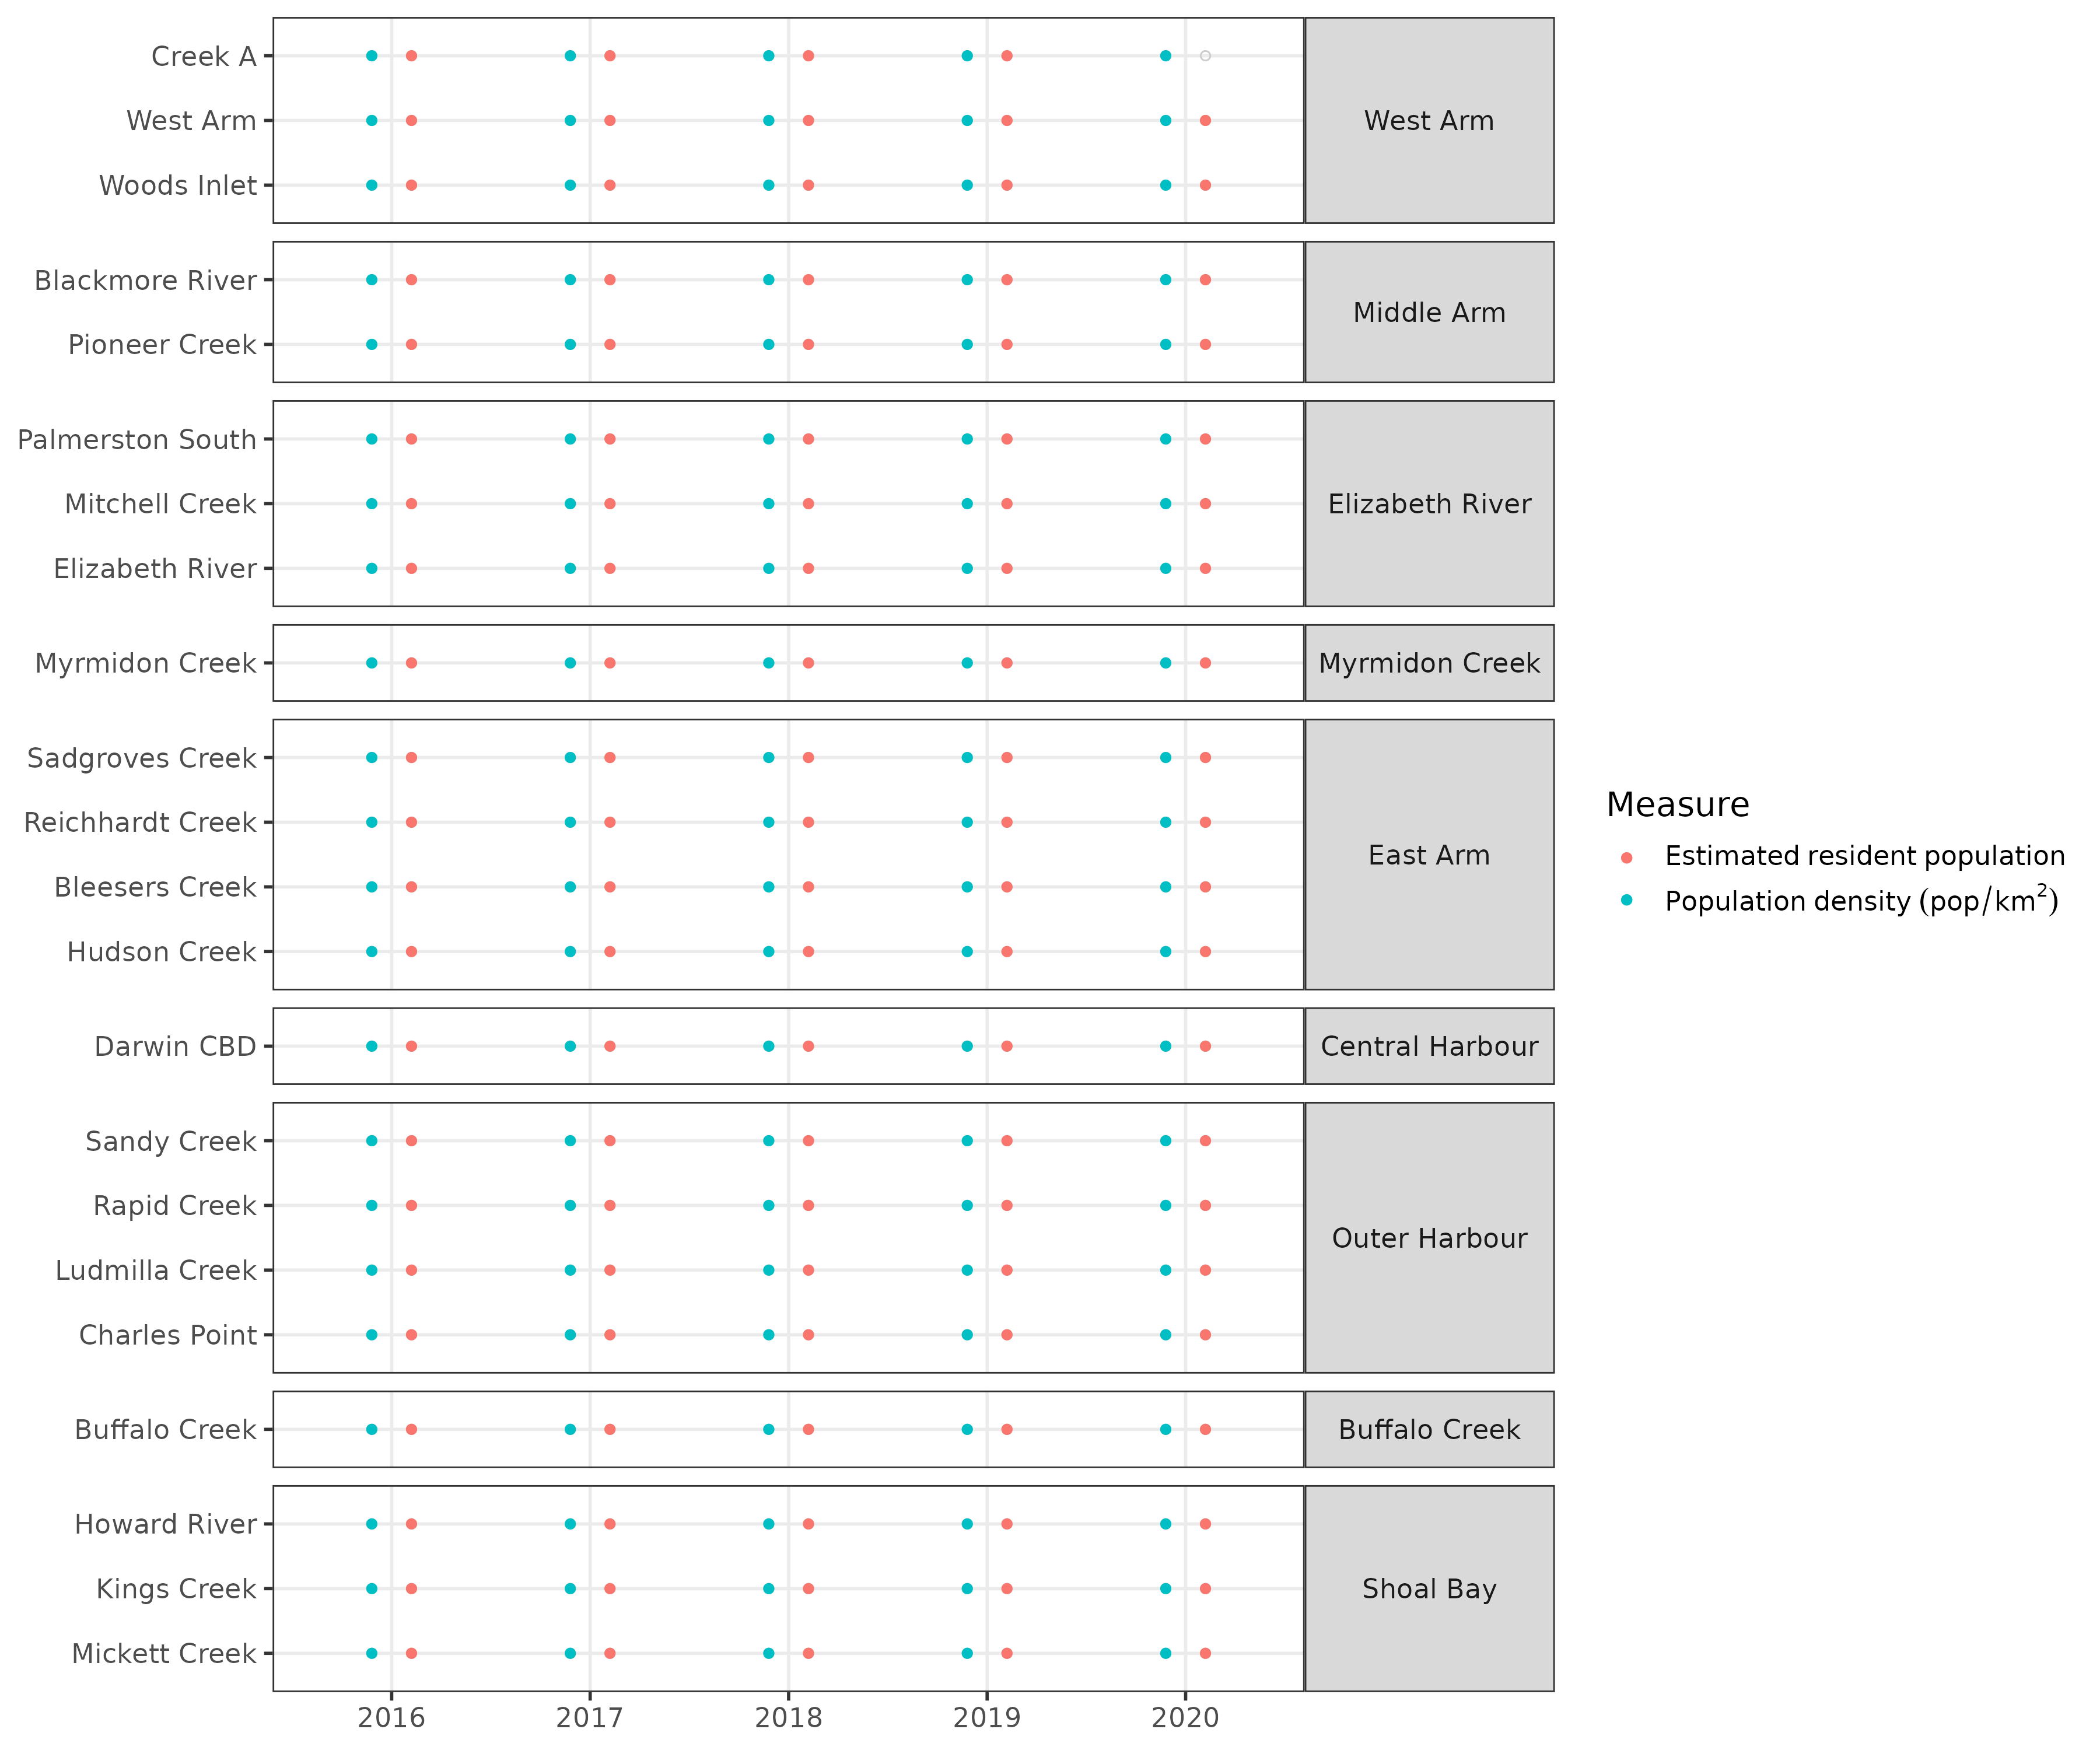 Creek A
West Arm
Woods Inlet
West Arm
Blackmore River
Pioneer Creek
Middle Arm
Palmerston South
Mitchell Creek
Elizabeth River
Elizabeth River
Myrmidon Creek
Myrmidon Creek
Sadgroves Creek
Reichhardt Creek
Bleesers Creek
Hudson Creek
East Arm
Darwin CBD
Central Harbour
Sandy Creek
Rapid Creek
Ludmilla Creek
Charles Point
Outer Harbour
Buffalo Creek
Buffalo Creek
Howard River
Kings Creek
Mickett Creek
Shoal Bay
2016 2017 2018 2019 2020
Measure
Estimated resident population
Population density (pop/km²)